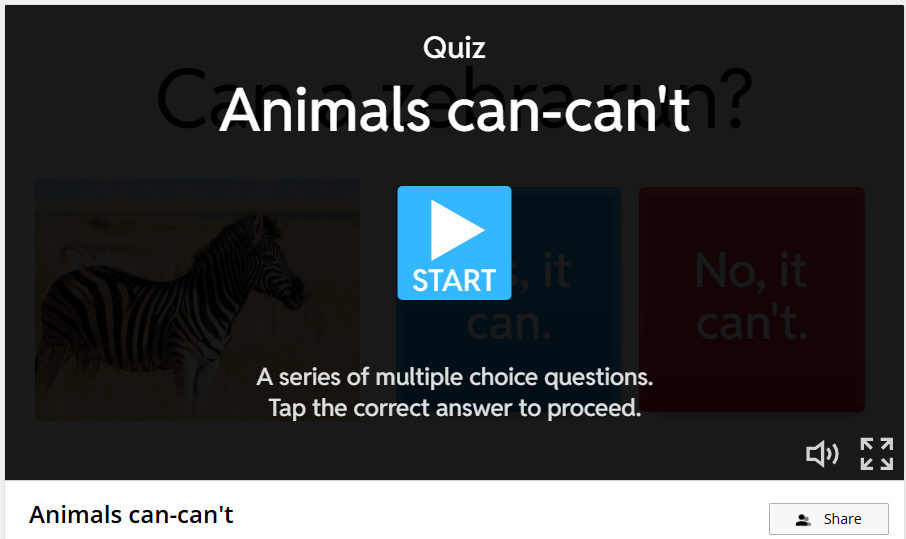 Quiz
Can a zebra run?
Animals can-can't
START
Yes, it
can.
No, it
can't.
A series of multiple choice questions.
Tap the correct answer to proceed.
Animals can-can't
Share